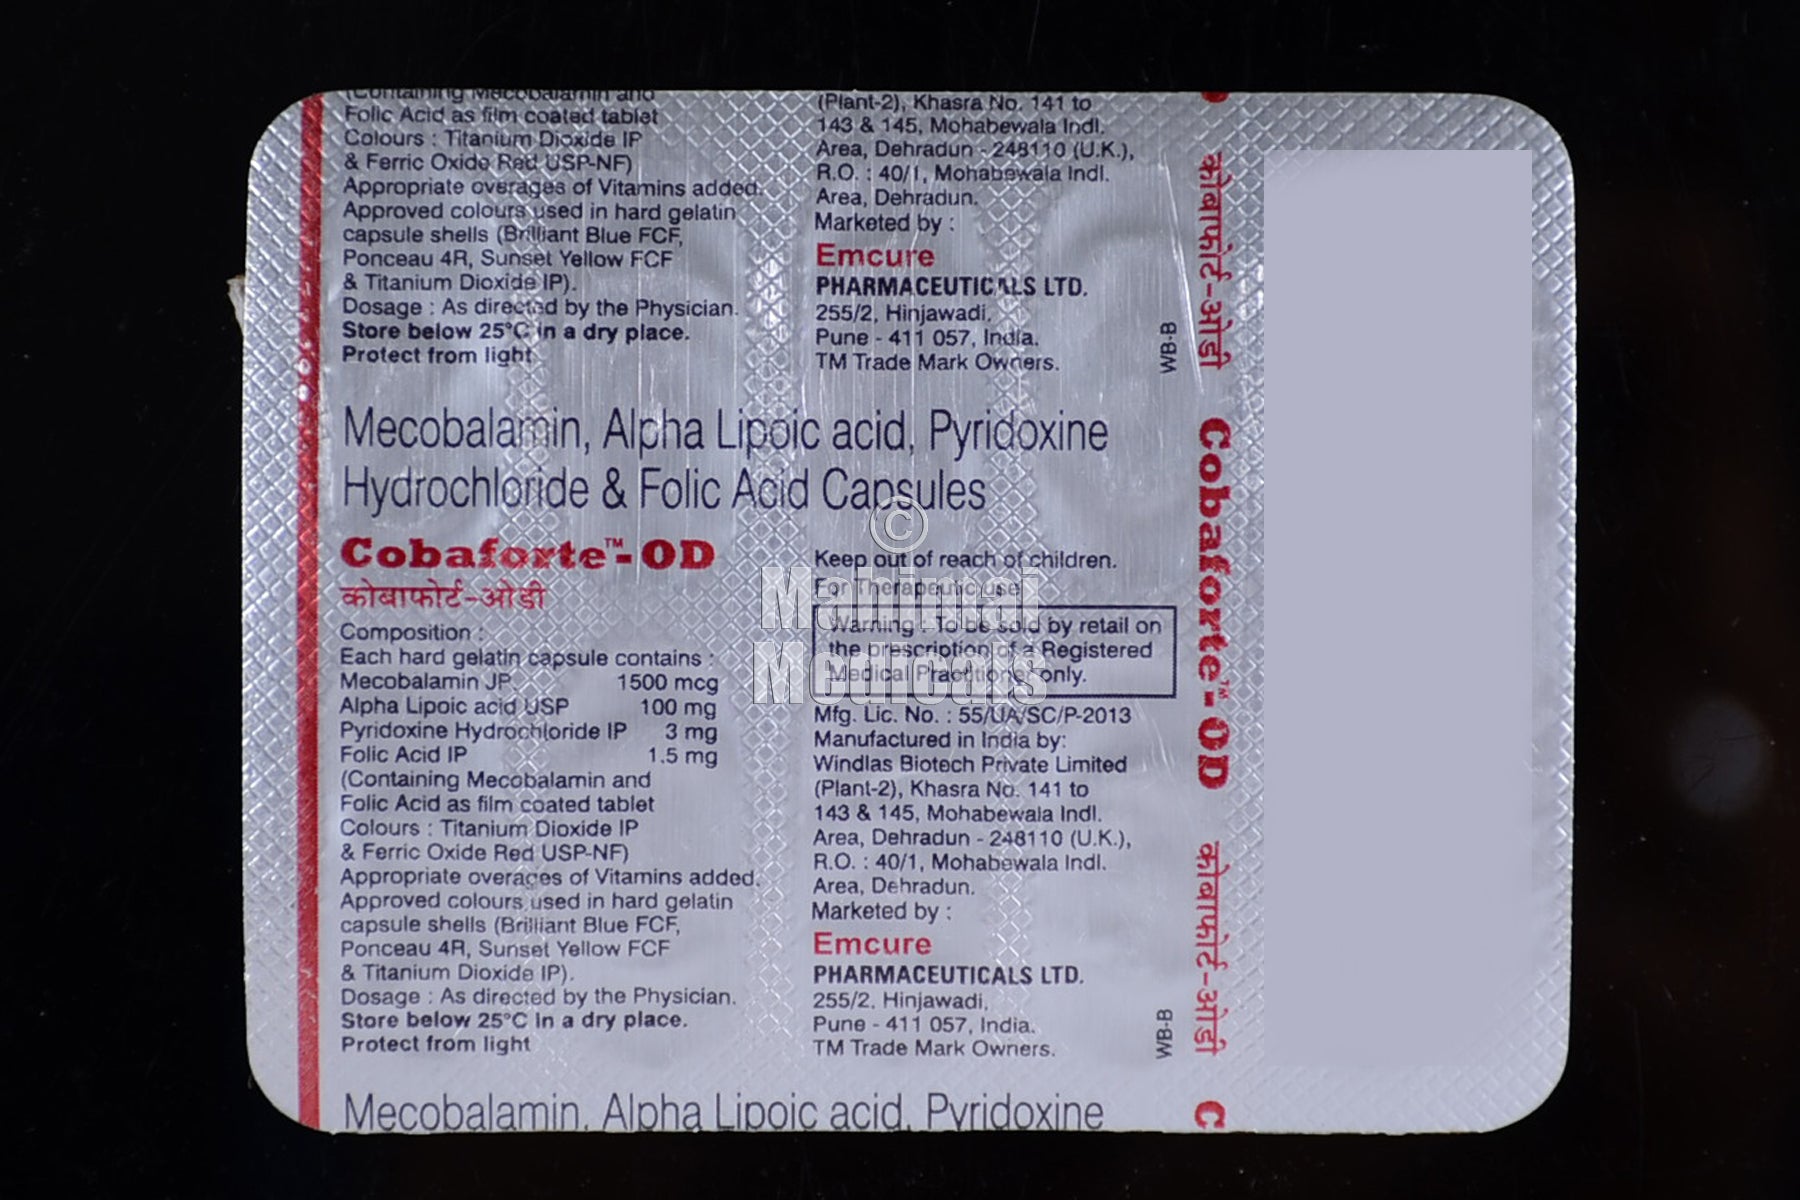 (Containing Mecobalamin and
Folic Acid as film coated tablet
Colours : Titanium Dioxide IP
& Ferric Oxide Red USP-NF)
Appropriate overages of Vitamins added.
Approved colours used in hard gelatin
capsule shells (Brilliant Blue FCF,
Ponceau 4R, Sunset Yellow FCF
& Titanium Dioxide IP).
Dosage : As directed by the Physician.
Store below 25°C in a dry place.
Protect from light
(Plant-2), Khasra No. 141 to
143 & 145, Mohabewala Indl.
Area, Dehradun - 248110 (U.K.),
R.O. : 40/1, Mohabewala Indl.
Area, Dehradun.
Marketed by :
Emcure
PHARMACEUTICALS LTD.
255/2, Hinjawadi,
Pune - 411 057, India.
TM Trade Mark Owners.
WB-B
Mecobalamin, Alpha Lipoic acid, Pyridoxine
Hydrochloride & Folic Acid Capsules
Cobaforte™-OD
कोबाफोर्ट-ओडी
Composition :
Each hard gelatin capsule contains :
Mecobalamin JP 1500 mcg
Alpha Lipoic acid USP 100 mg
Pyridoxine Hydrochloride IP 3 mg
Folic Acid IP 1.5 mg
(Containing Mecobalamin and
Folic Acid as film coated tablet
Colours : Titanium Dioxide IP
& Ferric Oxide Red USP-NF)
Appropriate overages of Vitamins added.
Approved colours used in hard gelatin
capsule shells (Brilliant Blue FCF,
Ponceau 4R, Sunset Yellow FCF
& Titanium Dioxide IP).
Dosage : As directed by the Physician.
Store below 25°C in a dry place.
Protect from light
Keep out of reach of children.
For Therapeutic use
Warning : To be sold by retail on
the prescription of a Registered
Medical Practitioner only.
Mfg. Lic. No. : 55/UA/SC/P-2013
Manufactured in India by:
Windlas Biotech Private Limited
(Plant-2), Khasra No. 141 to
143 & 145, Mohabewala Indl.
Area, Dehradun - 248110 (U.K.),
R.O. : 40/1, Mohabewala Indl.
Area, Dehradun.
Marketed by :
Emcure
PHARMACEUTICALS LTD.
255/2, Hinjawadi,
Pune - 411 057, India.
TM Trade Mark Owners.
WB-B
Mecobalamin, Alpha Lipoic acid, Pyridoxine
कोबाफोर्ट-ओडी
Cobaforte™-OD
कोबाफोर्ट-ओडी
C
©
Mahimai
Medicals